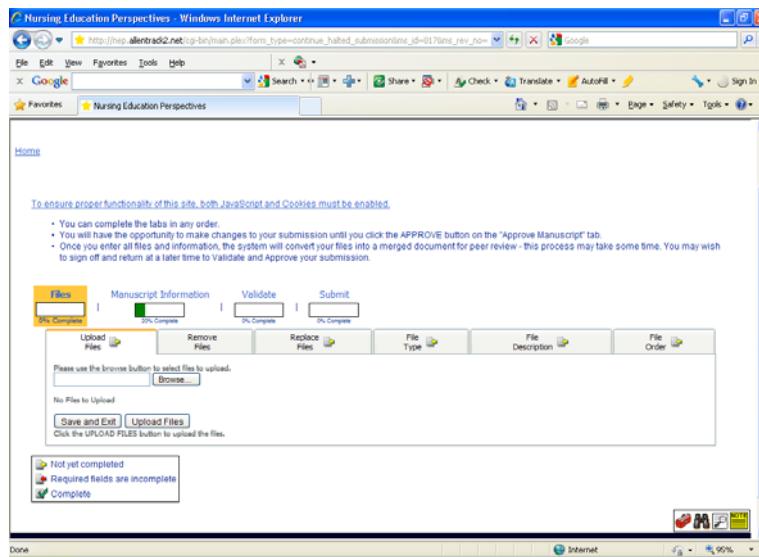 Nursing Education Perspectives - Windows Internet Explorer
http://nep.allentrack2.net/cgi-bin/main.plex?form_type=continue_halted_submission&ms_id=017&ms_rev_no=
Google
File Edit View Favorites Tools Help
x Google Search Share Check Translate AutoFill Sign In
Favorites Nursing Education Perspectives Page Safety Tools
Home
To ensure proper functionality of this site, both JavaScript and Cookies must be enabled.
• You can complete the tabs in any order.
• You will have the opportunity to make changes to your submission until you click the APPROVE button on the "Approve Manuscript" tab.
• Once you enter all files and information, the system will convert your files into a merged document for peer review - this process may take some time. You may wish
to sign off and return at a later time to Validate and Approve your submission.
Files | Manuscript Information | Validate | Submit
0% Complete 20% Complete 0% Complete 0% Complete
Upload Files
Remove Files
Replace Files
File Type
File Description
File Order
Please use the browse button to select files to upload.
Browse...
No Files to Upload
Save and Exit Upload Files
Click the UPLOAD FILES button to upload the files.
Not yet completed
Required fields are incomplete
Complete
NOTE
Done Internet 95%